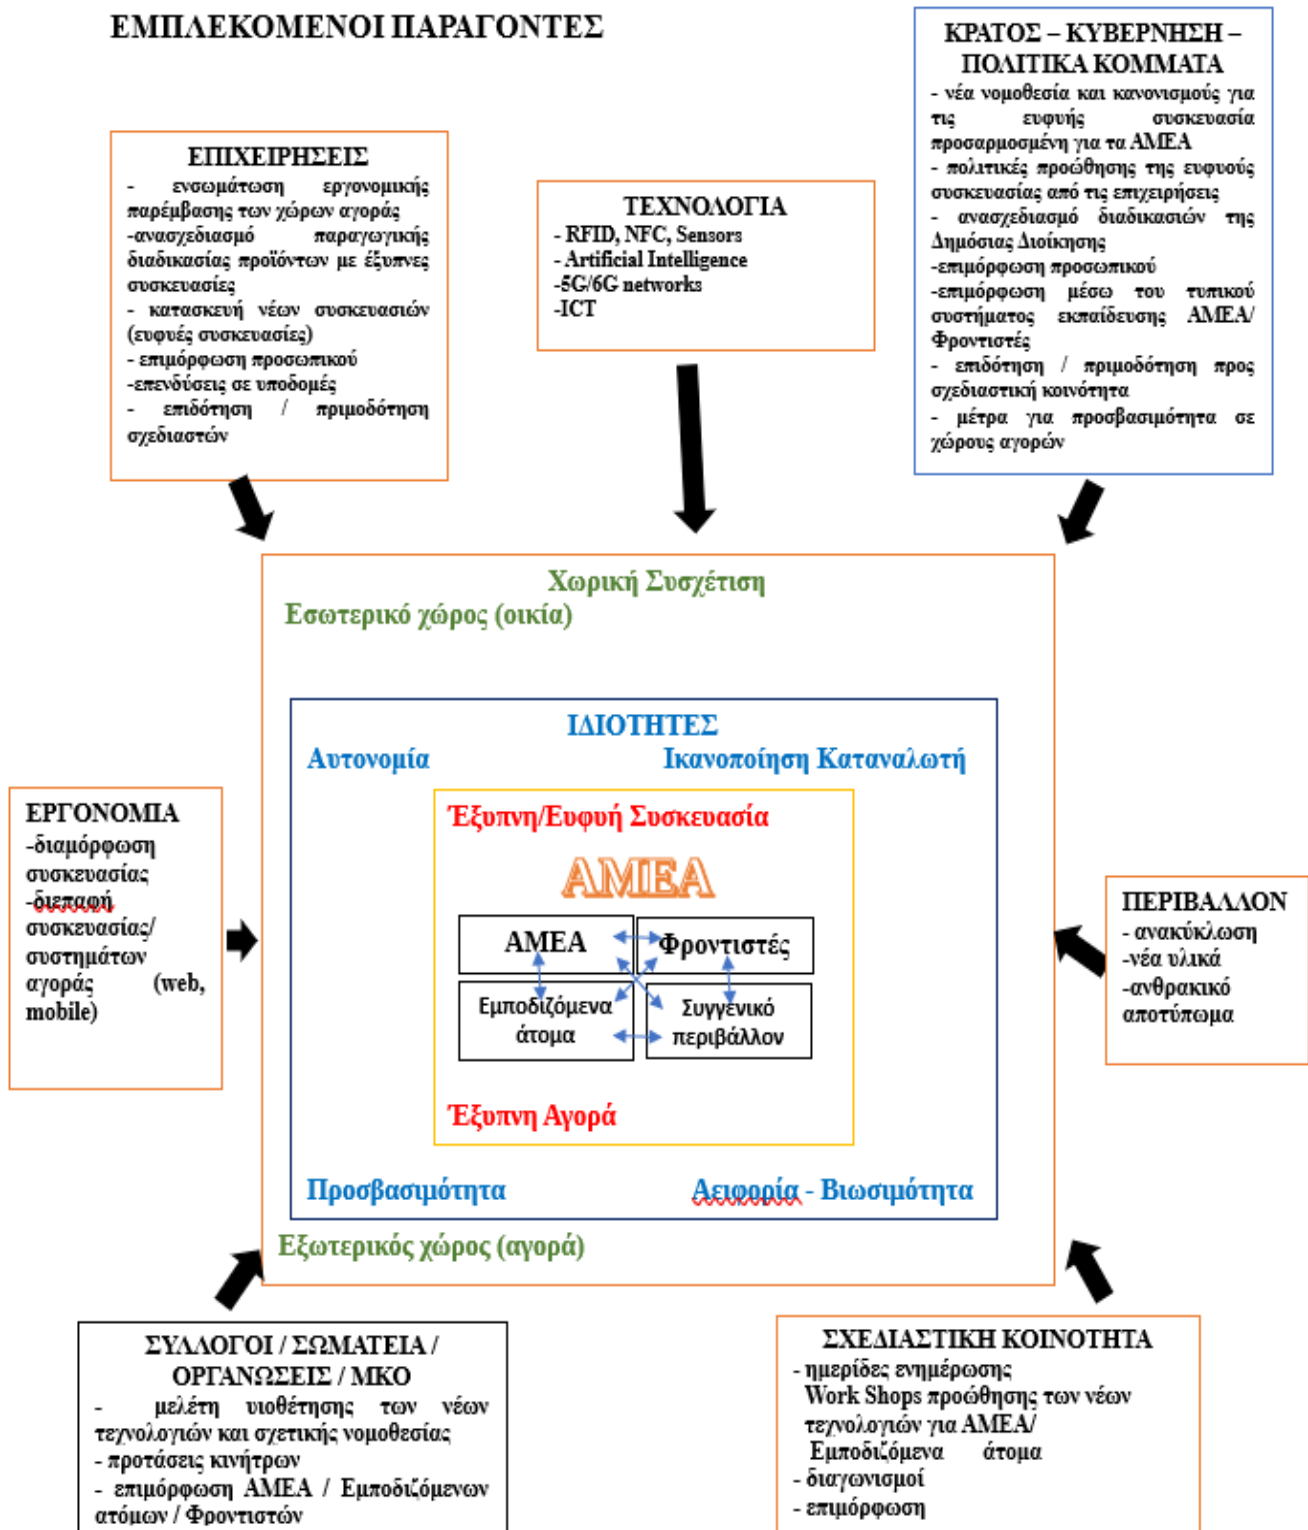 ΕΜΠΛΕΚΟΜΕΝΟΙ ΠΑΡΑΓΟΝΤΕΣ
ΕΠΙΧΕΙΡΗΣΕΙΣ
- ενσωμάτωση εργονομικής
παρέμβασης των χώρων αγοράς
-ανασχεδιασμό παραγωγικής
διαδικασίας προϊόντων με έξυπνες
συσκευασίες
- κατασκευή νέων συσκευασιών
(ευφυές συσκευασίες)
- επιμόρφωση προσωπικού
-επενδύσεις σε υποδομές
- επιδότηση / πριμοδότηση
σχεδιαστών
ΤΕΧΝΟΛΟΓΙΑ
- RFID, NFC, Sensors
- Artificial Intelligence
-5G/6G networks
-ICT
ΚΡΑΤΟΣ – ΚΥΒΕΡΝΗΣΗ –
ΠΟΛΙΤΙΚΑ ΚΟΜΜΑΤΑ
- νέα νομοθεσία και κανονισμούς για
τις ευφυής συσκευασία
προσαρμοσμένη για τα ΑΜΕΑ
- πολιτικές προώθησης της ευφυούς
συσκευασίας από τις επιχειρήσεις
- ανασχεδιασμό διαδικασιών της
Δημόσιας Διοίκησης
-επιμόρφωση προσωπικού
-επιμόρφωση μέσω του τυπικού
συστήματος εκπαίδευσης ΑΜΕΑ/
Φροντιστές
- επιδότηση / πριμοδότηση προς
σχεδιαστική κοινότητα
- μέτρα για προσβασιμότητα σε
χώρους αγορών
Χωρική Συσχέτιση
Εσωτερικό χώρος (οικία)
ΙΔΙΟΤΗΤΕΣ
Αυτονομία Ικανοποίηση Καταναλωτή
Έξυπνη/Ευφυή Συσκευασία
ΑΜΕΑ
ΑΜΕΑ Φροντιστές
Εμποδιζόμενα
άτομα
Συγγενικό
περιβάλλον
Έξυπνη Αγορά
Προσβασιμότητα Αειφορία - Βιωσιμότητα
Εξωτερικός χώρος (αγορά)
ΕΡΓΟΝΟΜΙΑ
-διαμόρφωση
συσκευασίας
-διεπαφή
συσκευασίας/
συστημάτων
αγοράς (web,
mobile)
ΠΕΡΙΒΑΛΛΟΝ
- ανακύκλωση
-νέα υλικά
-ανθρακικό
αποτύπωμα
ΣΥΛΛΟΓΟΙ / ΣΩΜΑΤΕΙΑ /
ΟΡΓΑΝΩΣΕΙΣ / ΜΚΟ
- μελέτη υιοθέτησης των νέων
τεχνολογιών και σχετικής νομοθεσίας
- προτάσεις κινήτρων
- επιμόρφωση ΑΜΕΑ / Εμποδιζόμενων
ατόμων / Φροντιστών
ΣΧΕΔΙΑΣΤΙΚΗ ΚΟΙΝΟΤΗΤΑ
- ημερίδες ενημέρωσης
Work Shops προώθησης των νέων
τεχνολογιών για ΑΜΕΑ/
Εμποδιζόμενα άτομα
- διαγωνισμοί
- επιμόρφωση